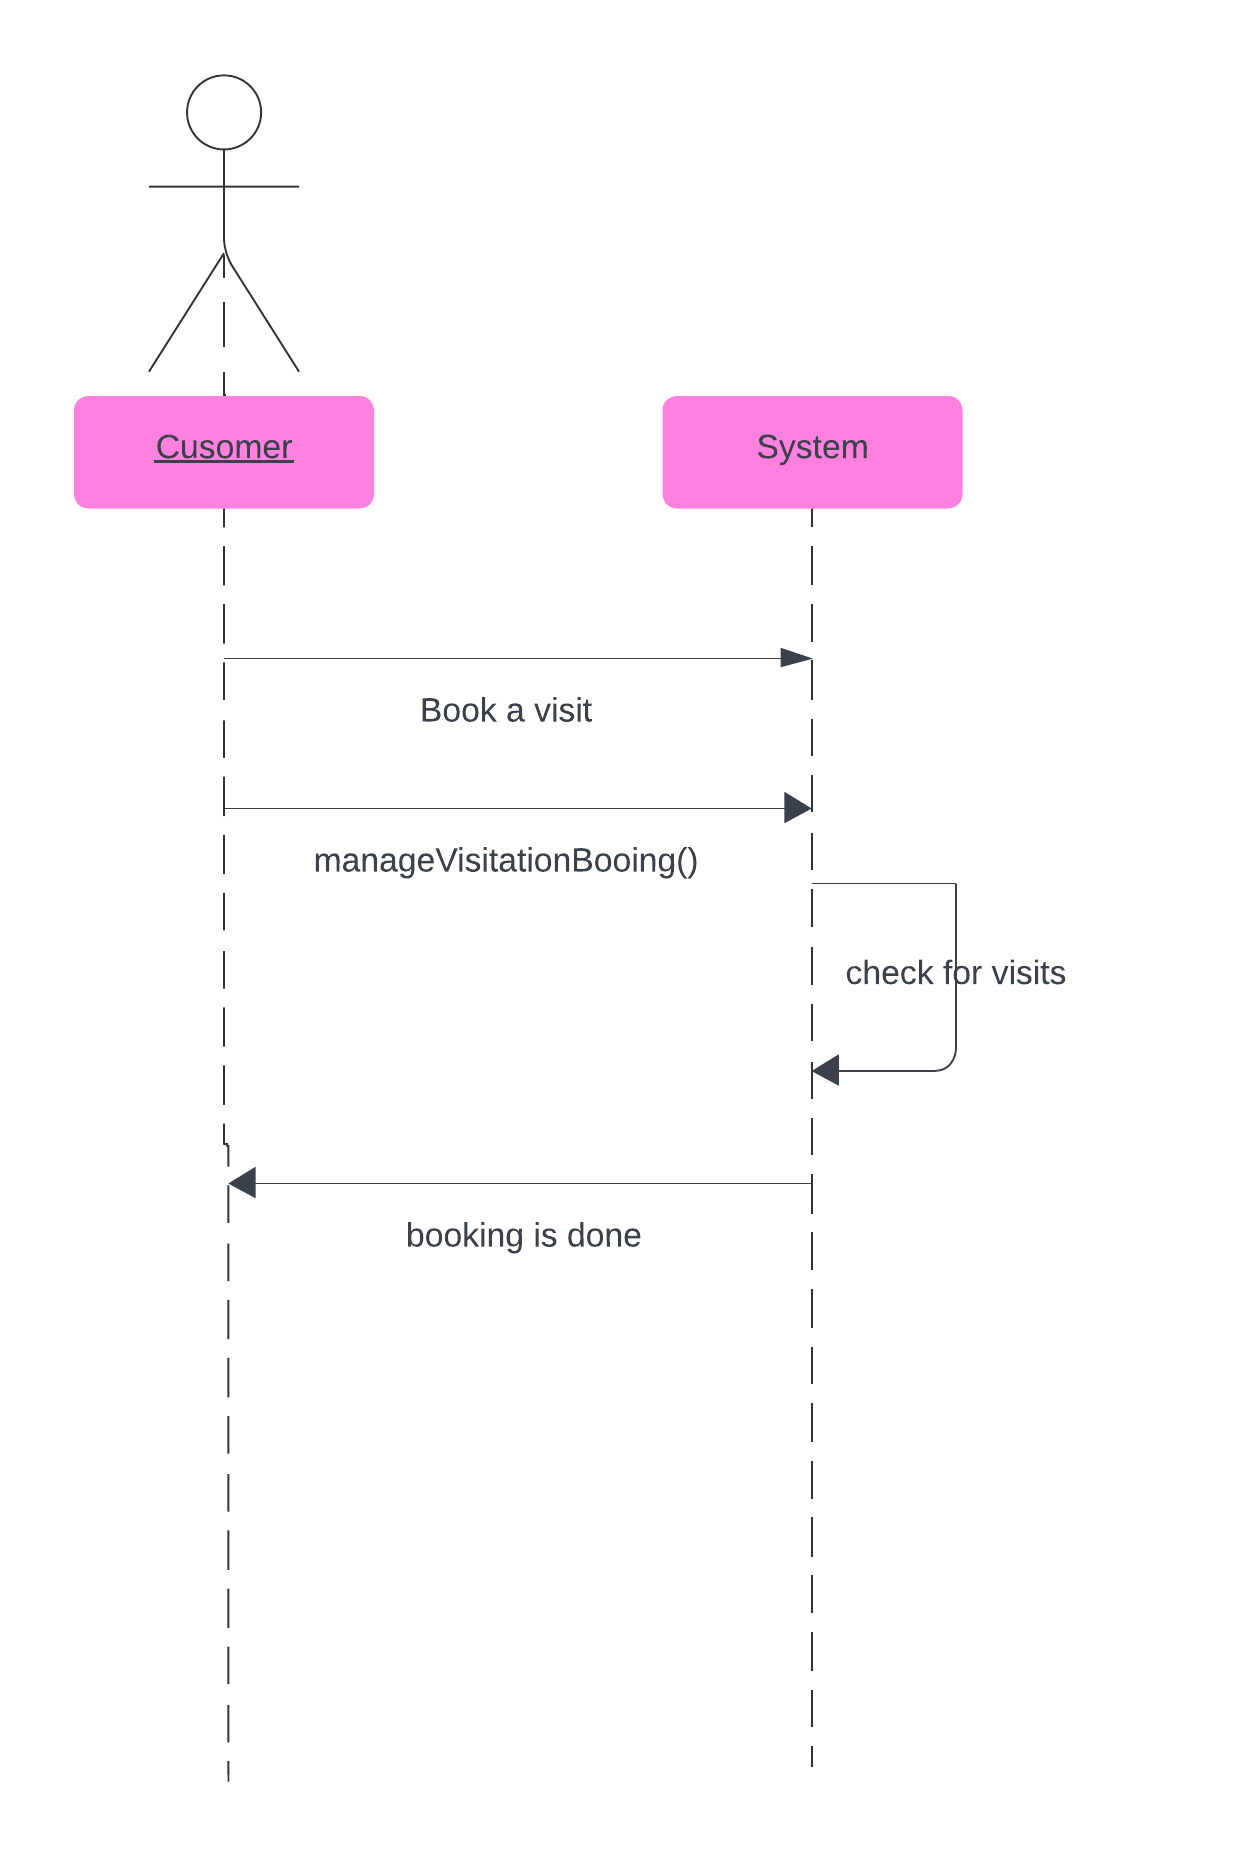 Cusomer
System
Book a visit
manageVisitationBooing()
check for visits
booking is done